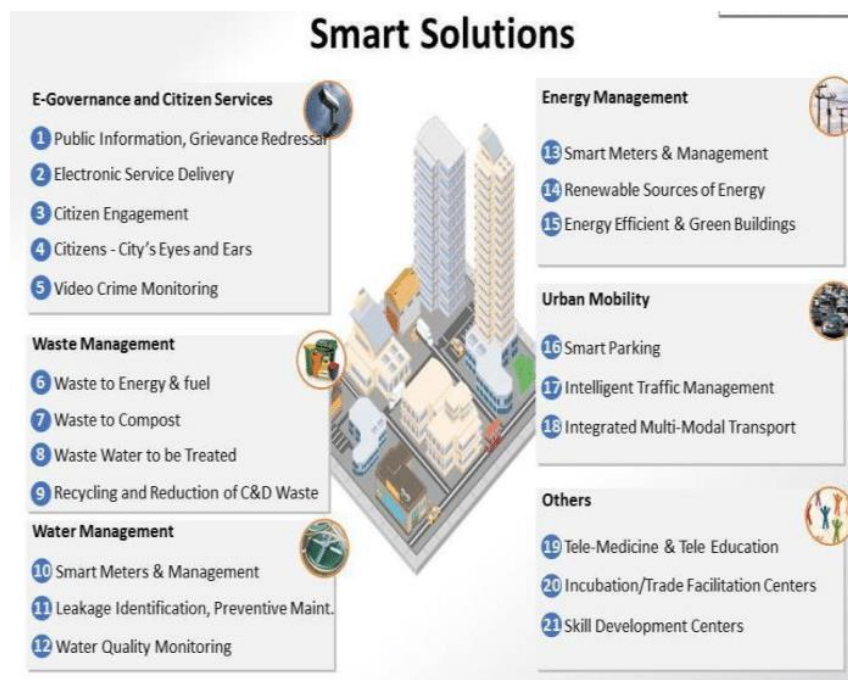 Smart Solutions
E-Governance and Citizen Services
1 Public Information, Grievance Redressal
2 Electronic Service Delivery
3 Citizen Engagement
4 Citizens - City's Eyes and Ears
5 Video Crime Monitoring
Waste Management
6 Waste to Energy & fuel
7 Waste to Compost
8 Waste Water to be Treated
9 Recycling and Reduction of C&D Waste
Water Management
10 Smart Meters & Management
11 Leakage Identification, Preventive Maint.
12 Water Quality Monitoring
Energy Management
13 Smart Meters & Management
14 Renewable Sources of Energy
15 Energy Efficient & Green Buildings
Urban Mobility
16 Smart Parking
17 Intelligent Traffic Management
18 Integrated Multi-Modal Transport
Others
19 Tele-Medicine & Tele Education
20 Incubation/Trade Facilitation Centers
21 Skill Development Centers